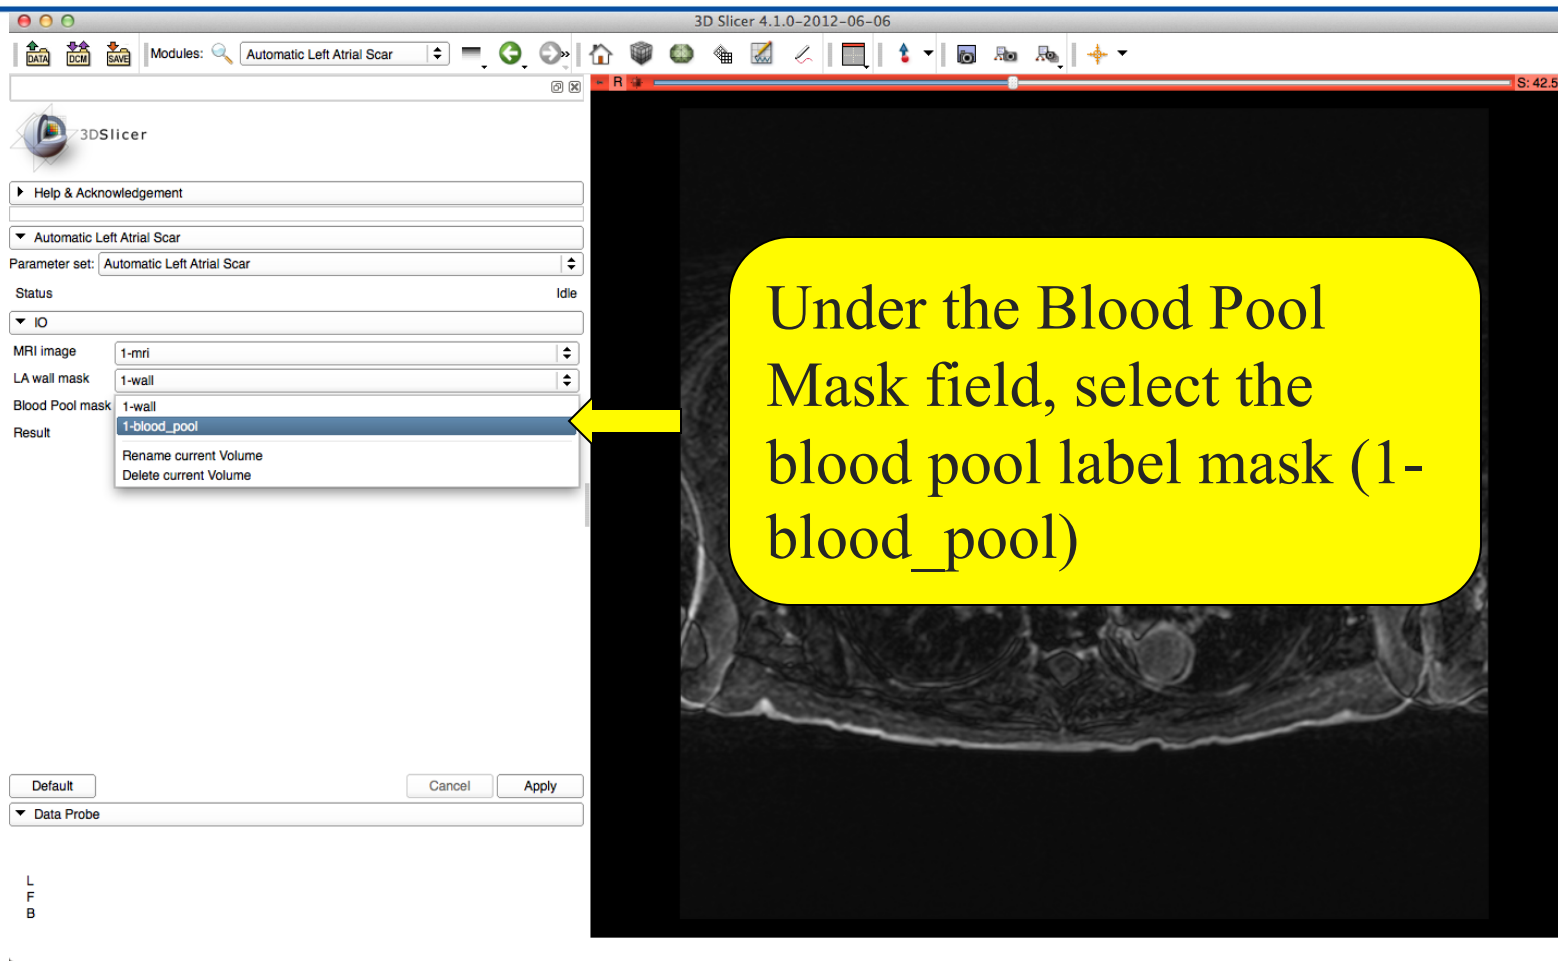 3D Slicer 4.1.0-2012-06-06
DATA DCM SAVE Modules: Automatic Left Atrial Scar
R S: 42.5
3DSlicer
Help & Acknowledgement
Automatic Left Atrial Scar
Parameter set: Automatic Left Atrial Scar
Status Idle
IO
MRI image 1-mri
LA wall mask 1-wall
Blood Pool mask 1-wall
1-blood_pool
Result
Rename current Volume
Delete current Volume
Under the Blood Pool
Mask field, select the
blood pool label mask (1-
blood_pool)
Default Cancel Apply
Data Probe
L
F
B